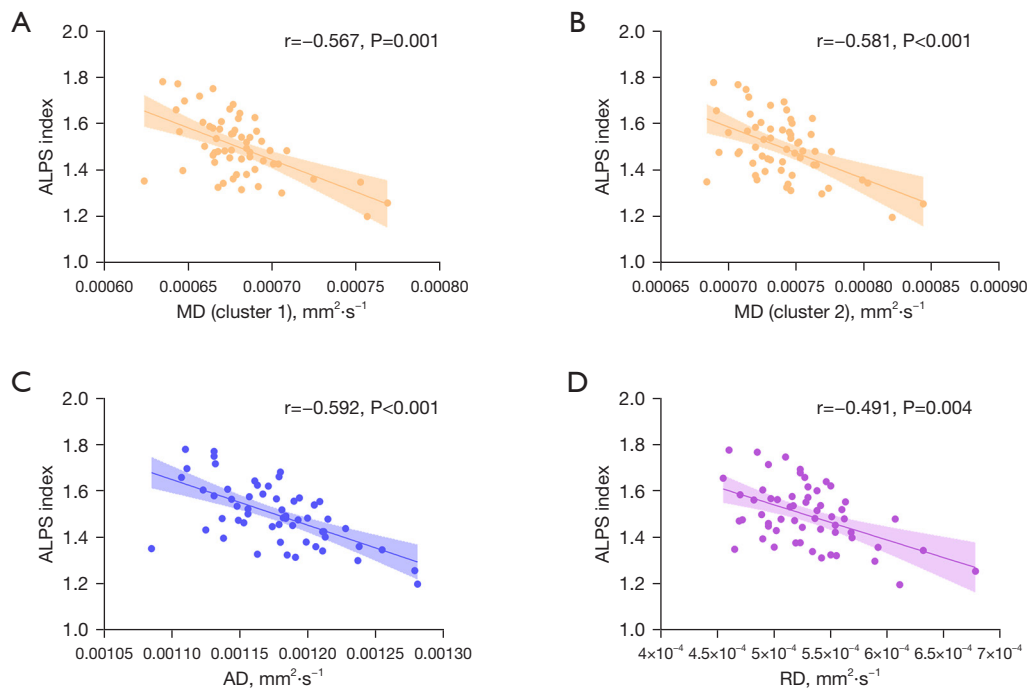 A
r=−0.567, P=0.001
2.0
1.8
1.6
1.4
1.2
1.0
ALPS index
0.00060 0.00065 0.00070 0.00075 0.00080
MD (cluster 1), mm²·s⁻¹
B
r=−0.581, P<0.001
2.0
1.8
1.6
1.4
1.2
1.0
ALPS index
0.00065 0.00070 0.00075 0.00080 0.00085 0.00090
MD (cluster 2), mm²·s⁻¹
C
r=−0.592, P<0.001
2.0
1.8
1.6
1.4
1.2
1.0
ALPS index
0.00105 0.00110 0.00115 0.00120 0.00125 0.00130
AD, mm²·s⁻¹
D
r=−0.491, P=0.004
2.0
1.8
1.6
1.4
1.2
1.0
ALPS index
4×10⁻⁴ 4.5×10⁻⁴ 5×10⁻⁴ 5.5×10⁻⁴ 6×10⁻⁴ 6.5×10⁻⁴ 7×10⁻⁴
RD, mm²·s⁻¹